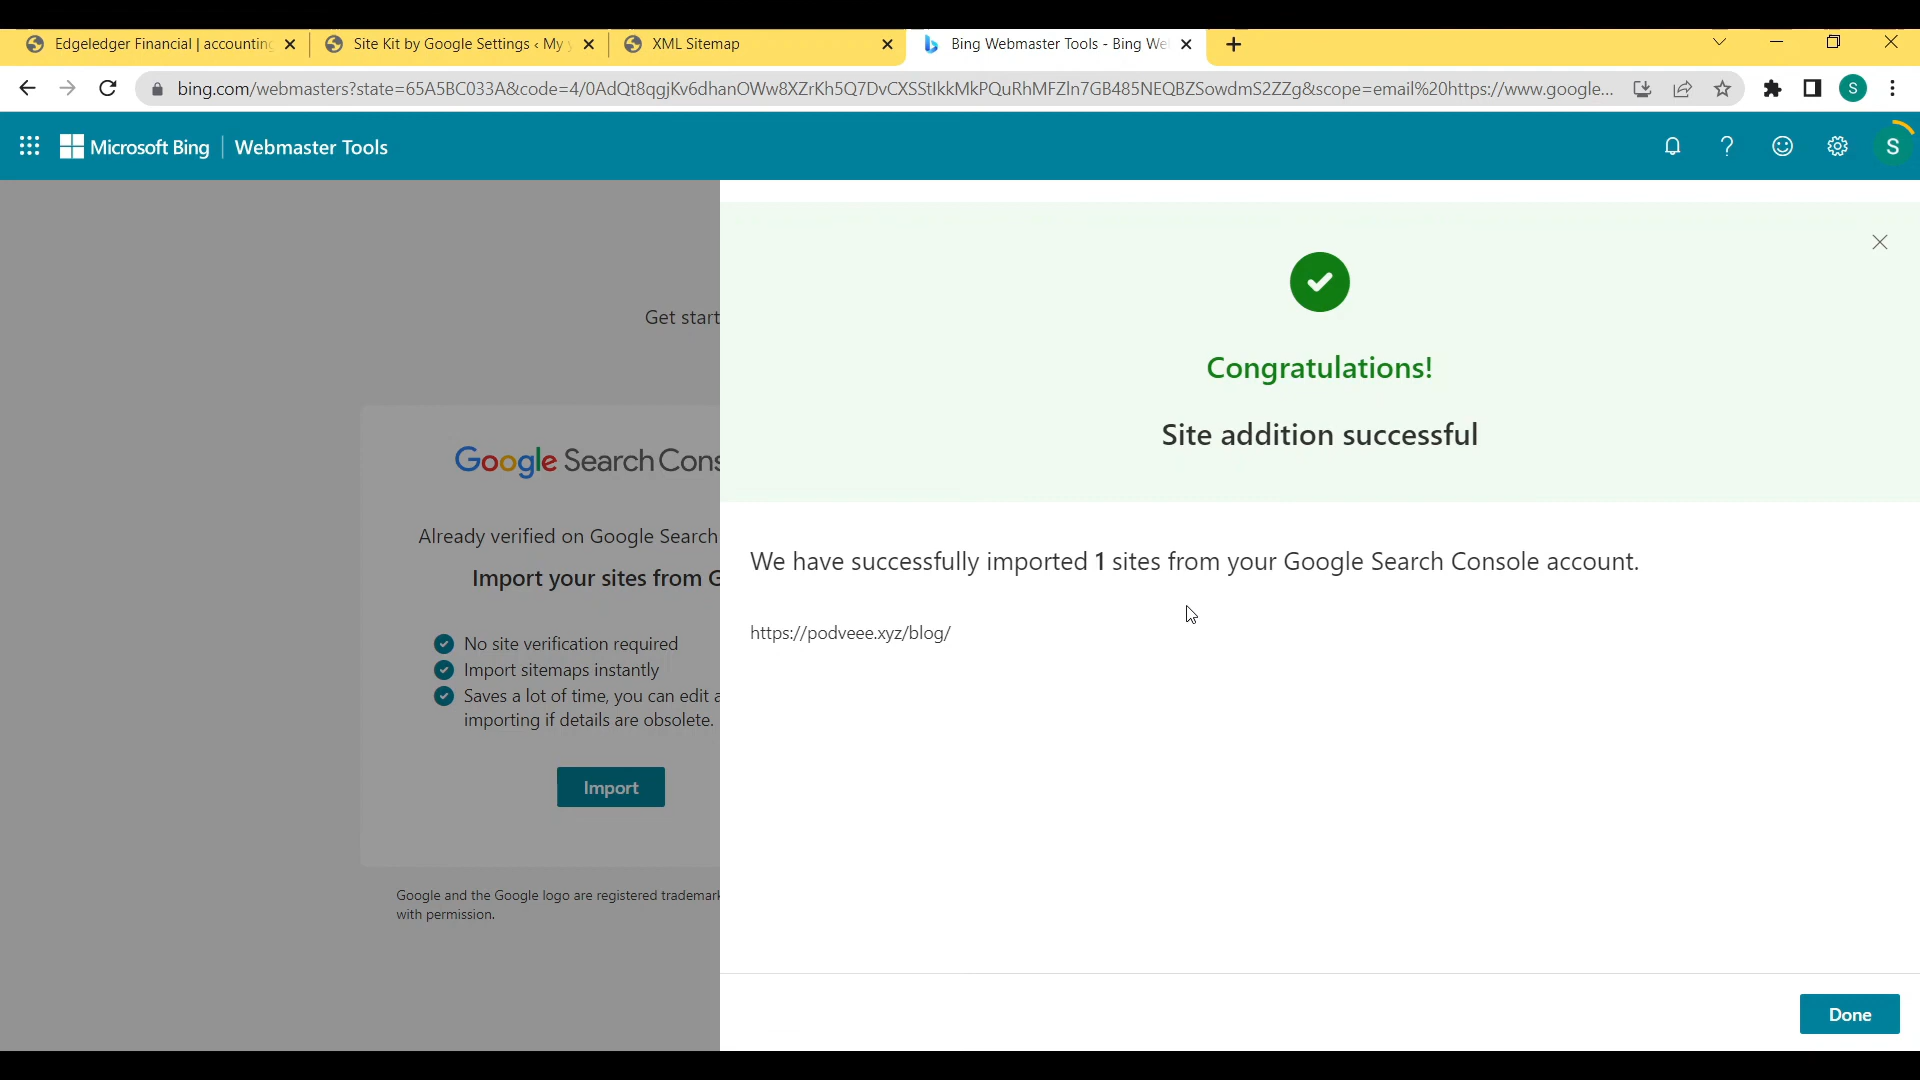 Edgeledger Financial | accounting
Site Kit by Google Settings ‹ My
XML Sitemap
Bing Webmaster Tools - Bing We
bing.com/webmasters?state=65A5BC033A&code=4/0AdQt8qgjKv6dhanOWw8XZrKh5Q7DvCXSStIkkMkPQuRhMFZln7GB485NEQBZSowdmS2ZZg&scope=email%20https://www.google...
S
Microsoft Bing
Webmaster Tools
S
Get start
Google Search Cons
Already verified on Google Search
Import your sites from G
No site verification required
Import sitemaps instantly
Saves a lot of time, you can edit a
importing if details are obsolete.
Import
Google and the Google logo are registered trademark
with permission.
Congratulations!
Site addition successful
We have successfully imported 1 sites from your Google Search Console account.
https://podveee.xyz/blog/
Done